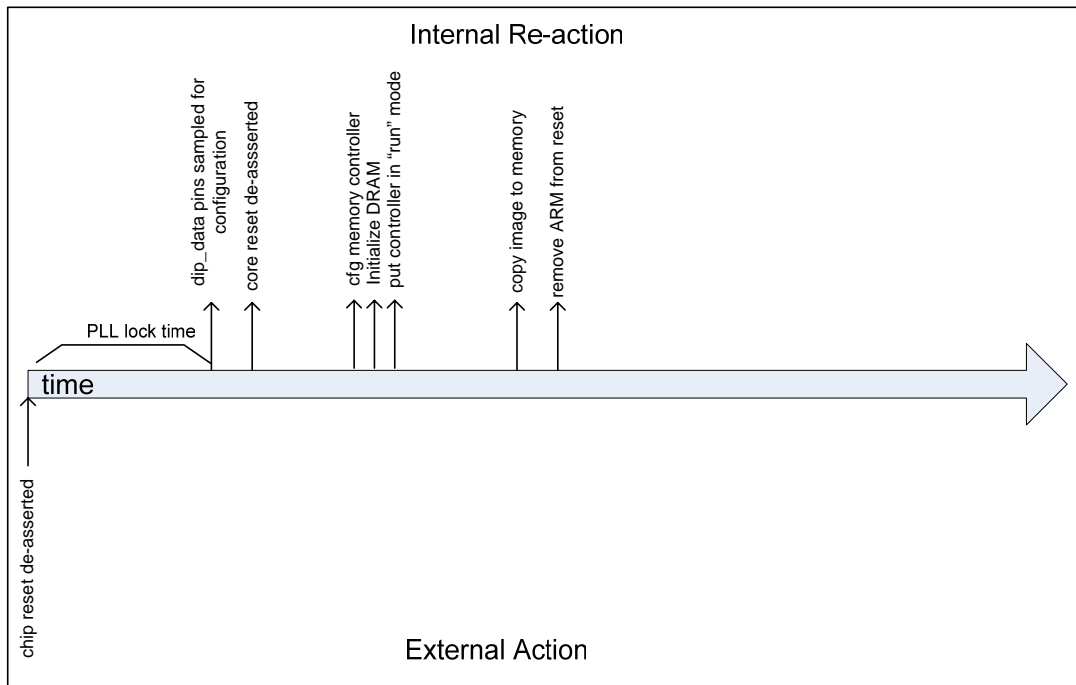 Internal Re-action
dip_data pins sampled for
configuration
core reset de-assserted
cfg memory controller
Initialize DRAM
put controller in “run” mode
copy image to memory
remove ARM from reset
PLL lock time
time
chip reset de-asserted
External Action